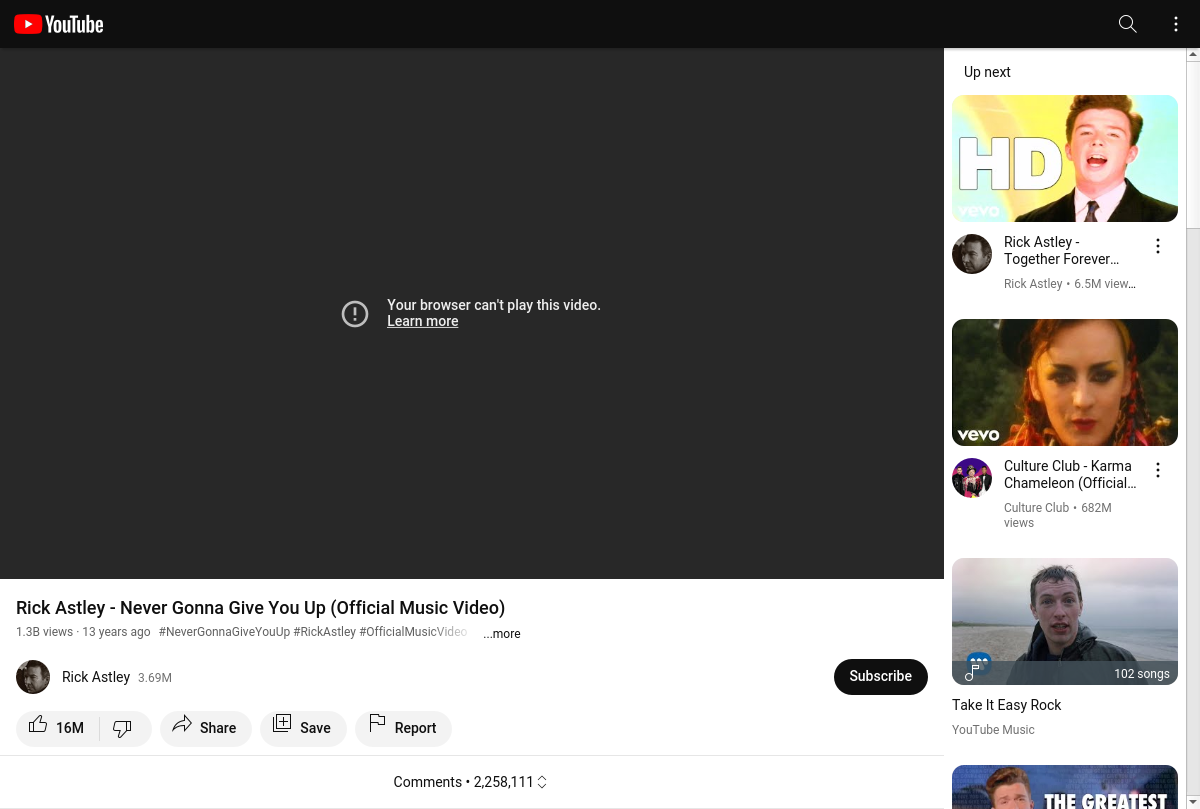 YouTube
Your browser can't play this video.
Learn more
Rick Astley - Never Gonna Give You Up (Official Music Video)
1.3B views · 13 years ago #NeverGonnaGiveYouUp #RickAstley #OfficialMusicVideo ...more
Rick Astley 3.69M
Subscribe
16M
Share
Save
Report
Comments • 2,258,111
Up next
HD
vevo
Rick Astley -
Together Forever…
Rick Astley • 6.5M view…
vevo
Culture Club - Karma
Chameleon (Official…
Culture Club • 682M
views
102 songs
Take It Easy Rock
YouTube Music
THE GREATEST